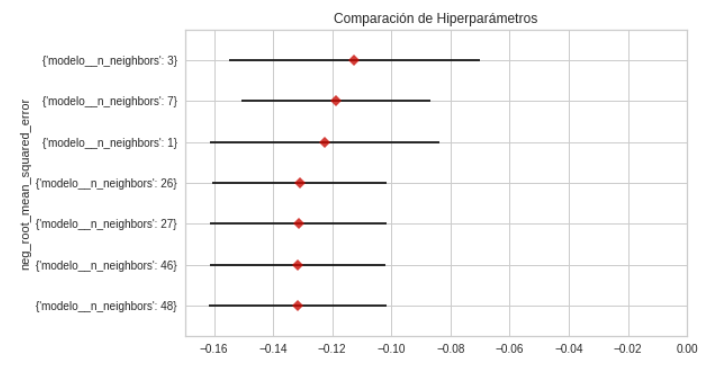 Comparación de Hiperparámetros
neg_root_mean_squared_error
{'modelo__n_neighbors': 3}
{'modelo__n_neighbors': 7}
{'modelo__n_neighbors': 1}
{'modelo__n_neighbors': 26}
{'modelo__n_neighbors': 27}
{'modelo__n_neighbors': 46}
{'modelo__n_neighbors': 48}
−0.16 −0.14 −0.12 −0.10 −0.08 −0.06 −0.04 −0.02 0.00